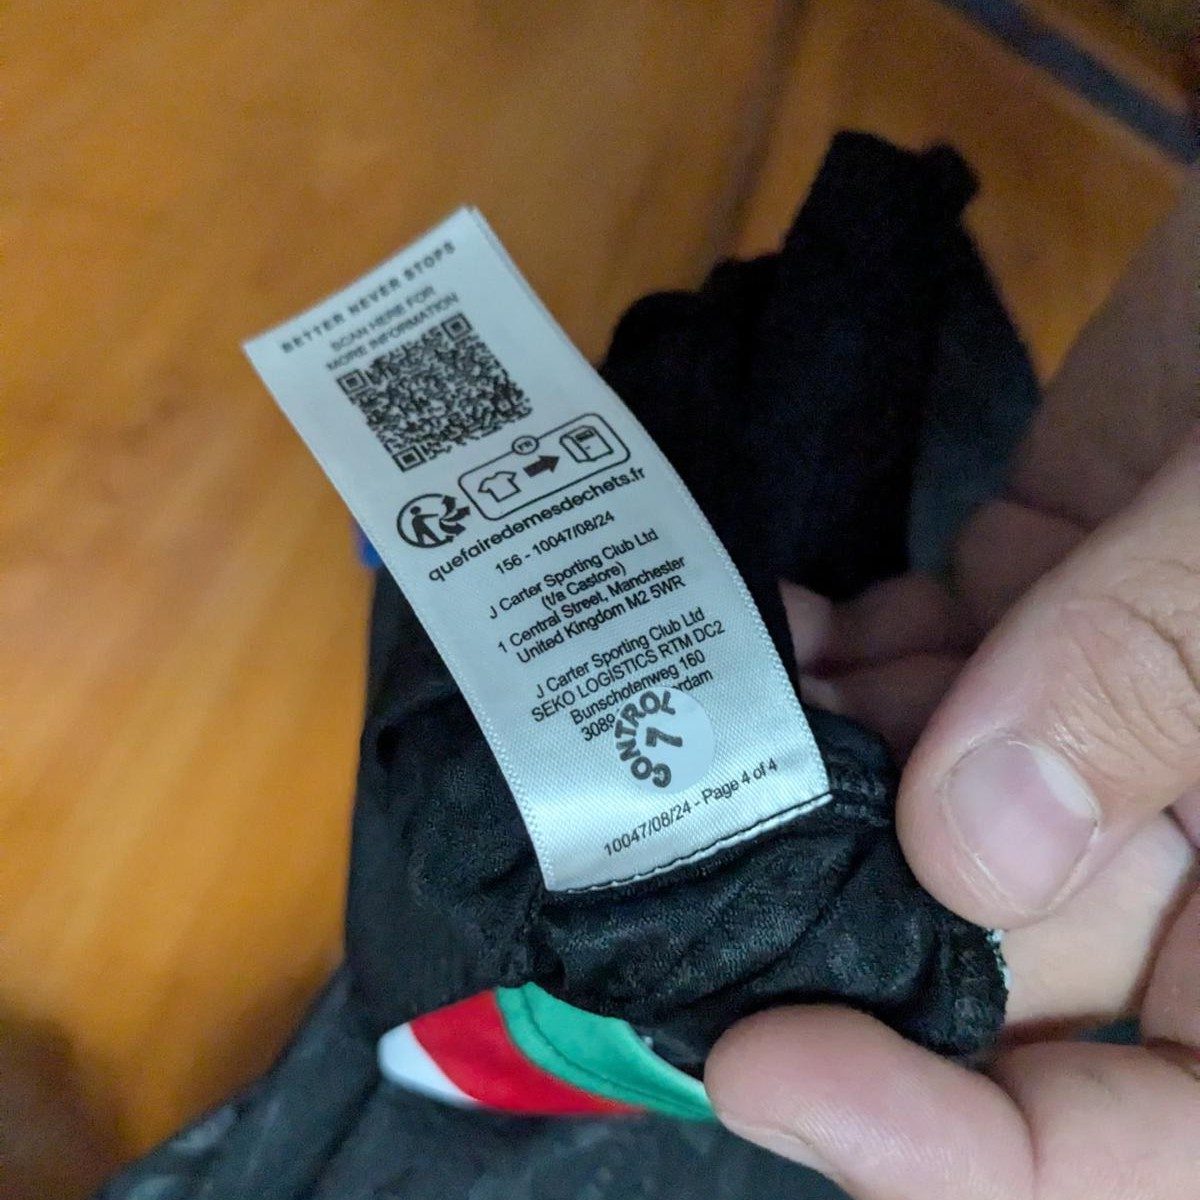 BETTER NEVER STOPS
SCAN HERE FOR
MORE INFORMATION
FR
quefairedemesdechets.fr
156 - 10047/08/24
J Carter Sporting Club Ltd
(t/a Castore)
1 Central Street, Manchester
United Kingdom M2 5WR
J Carter Sporting Club Ltd
SEKO LOGISTICS RTM DC2
Bunschotenweg 160
3089 rdam
CONTROL
7
10047/08/24 - Page 4 of 4